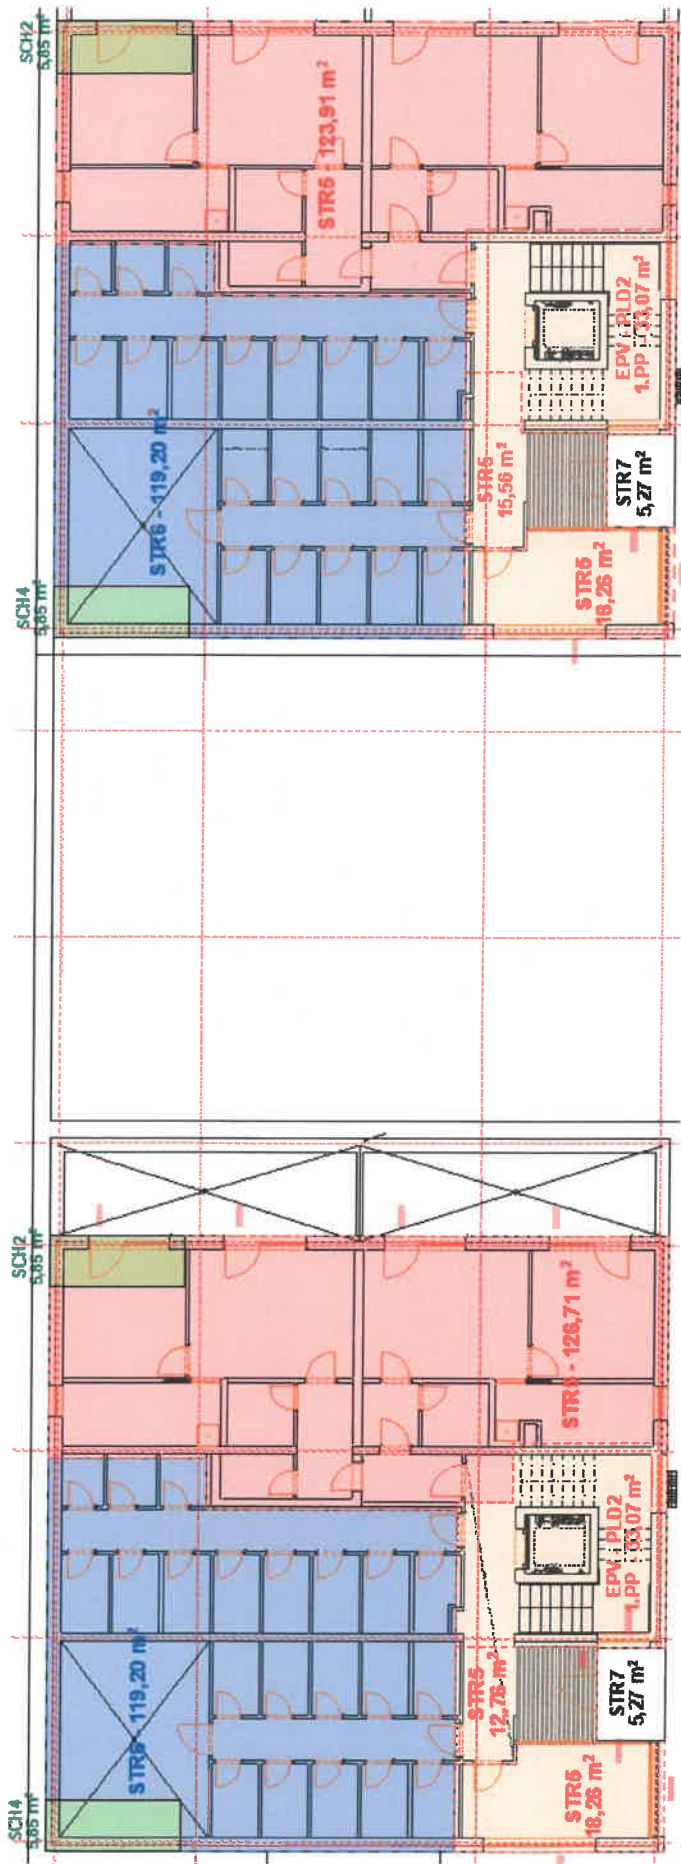 SCH2
5,85 m²
STR5 - 123,91 m²
EPV - PLD2
1.PP - 33,07 m²
STR6 - 119,20 m²
STR5
15,56 m²
STR7
5,27 m²
STR5
18,26 m²
SCH4
5,85 m²
SCH2
5,85 m²
STR5 - 126,71 m²
EPV - PLD2
1.PP - 33,07 m²
STR6 - 119,20 m²
STR5
12,76 m²
STR7
5,27 m²
STR5
18,26 m²
SCH4
5,85 m²